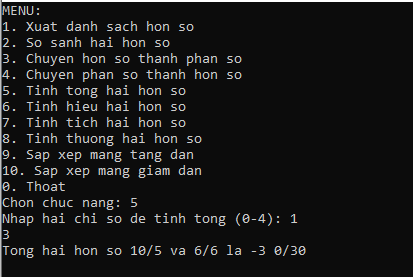 MENU:
1. Xuat danh sach hon so
2. So sanh hai hon so
3. Chuyen hon so thanh phan so
4. Chuyen phan so thanh hon so
5. Tinh tong hai hon so
6. Tinh hieu hai hon so
7. Tinh tich hai hon so
8. Tinh thuong hai hon so
9. Sap xep mang tang dan
10. Sap xep mang giam dan
0. Thoat
Chon chuc nang: 5
Nhap hai chi so de tinh tong (0-4): 1
3
Tong hai hon so 10/5 va 6/6 la -3 0/30